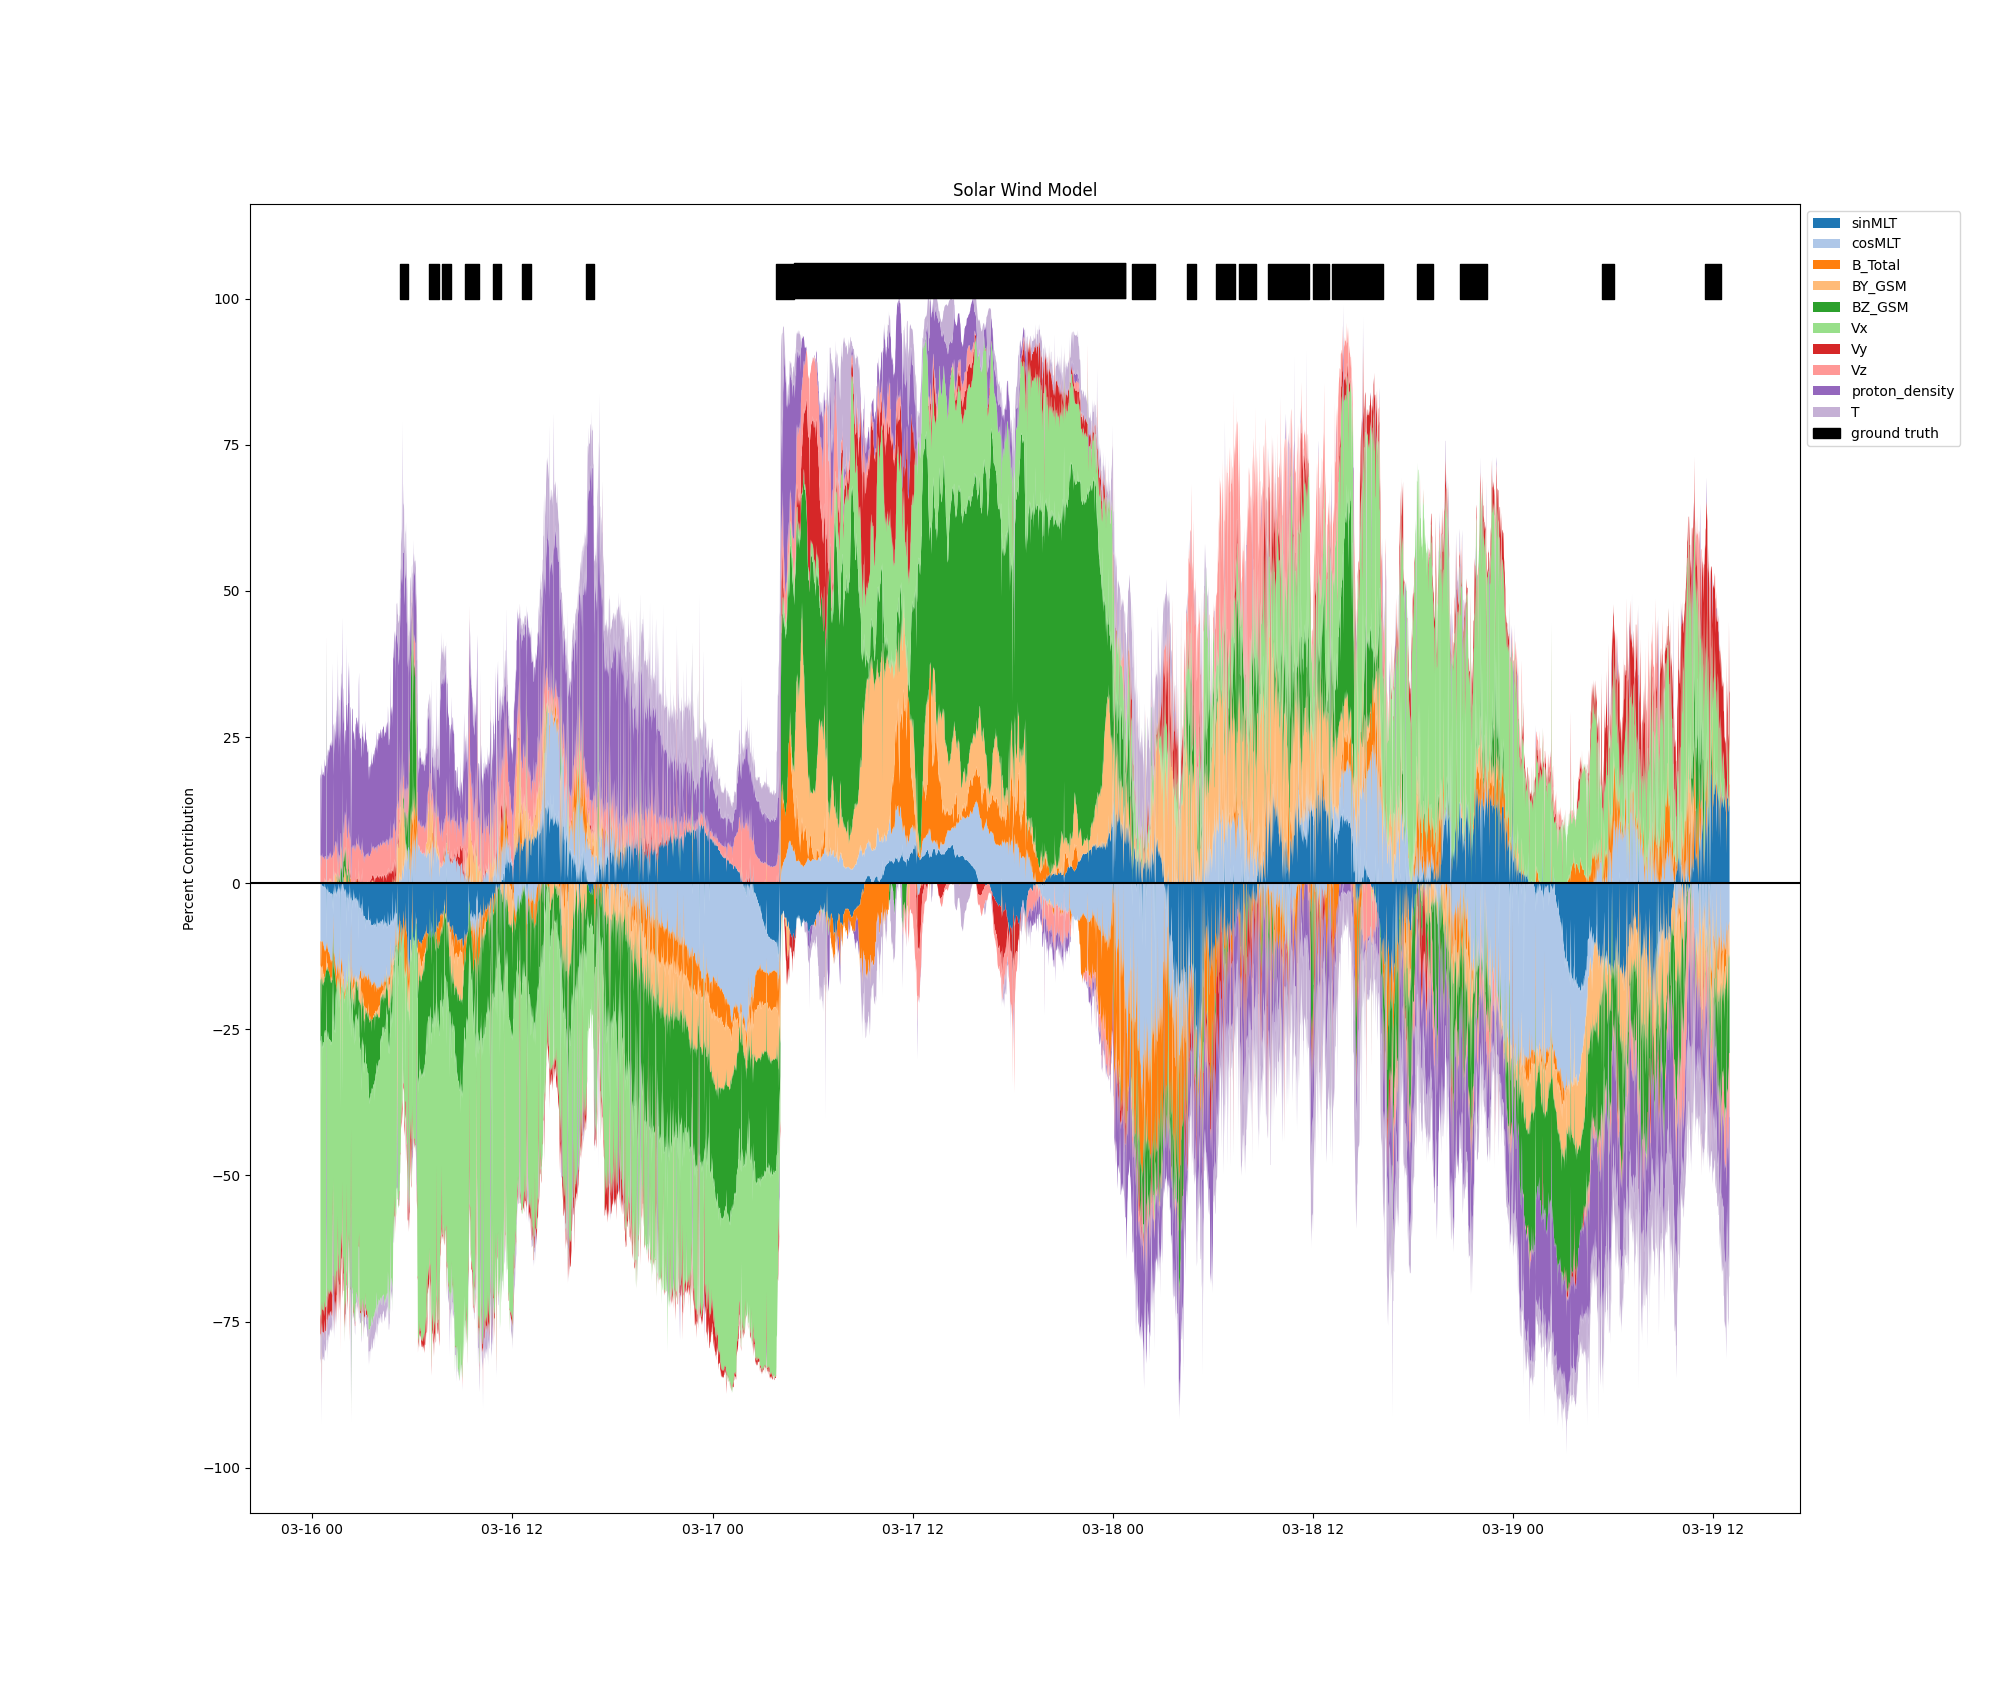 Solar Wind Model
sinMLT
cosMLT
B_Total
BY_GSM
BZ_GSM
Vx
Vy
Vz
proton_density
T
ground truth
Percent Contribution
100
75
50
25
0
−25
−50
−75
−100
03-16 00
03-16 12
03-17 00
03-17 12
03-18 00
03-18 12
03-19 00
03-19 12